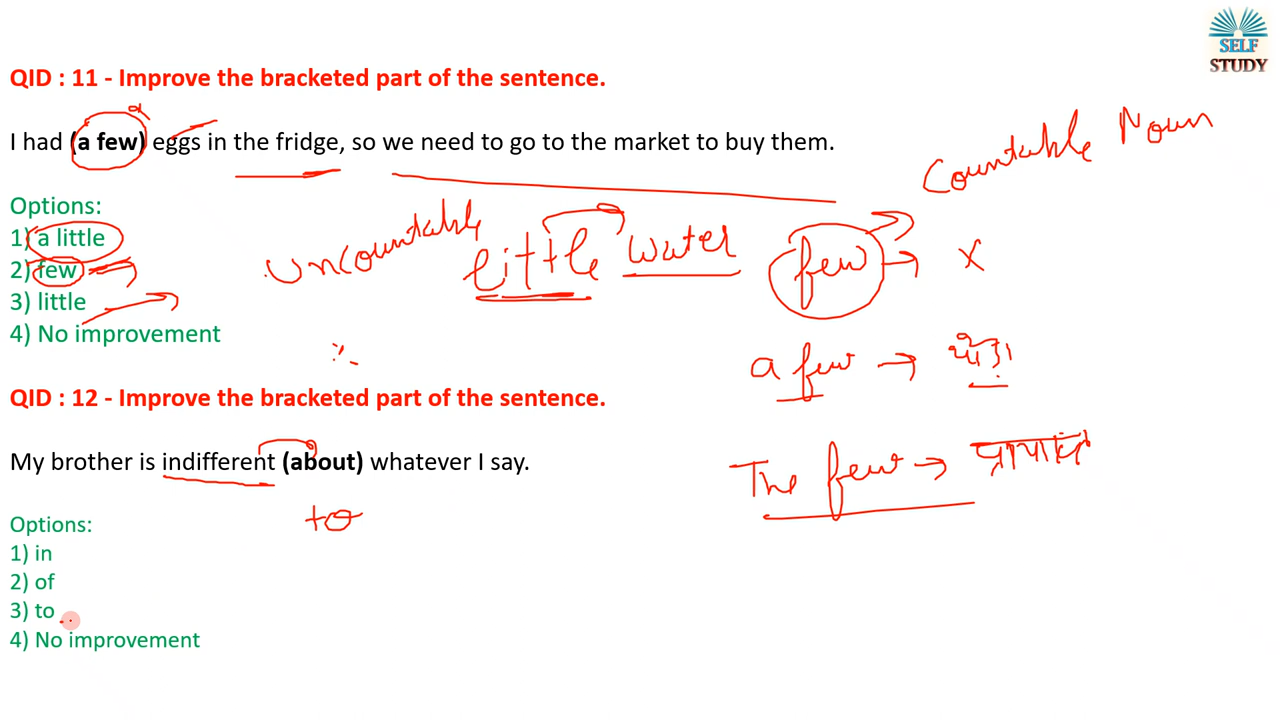 SELF
STUDY
QID : 11 - Improve the bracketed part of the sentence.
I had (a few) eggs in the fridge, so we need to go to the market to buy them.
Countable Noun
Options:
1) a little
2) few
3) little
4) No improvement
Uncountable little water few → X
a few → थोड़ा
The few →
QID : 12 - Improve the bracketed part of the sentence.
My brother is indifferent (about) whatever I say.
to
Options:
1) in
2) of
3) to
4) No improvement